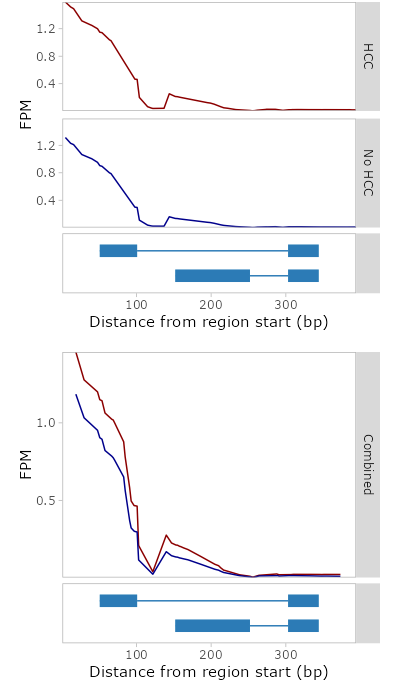 1.2
0.8
0.4
HCC
FPM
1.2
0.8
0.4
No HCC
100 200 300
Distance from region start (bp)
1.0
0.5
FPM
Combined
100 200 300
Distance from region start (bp)